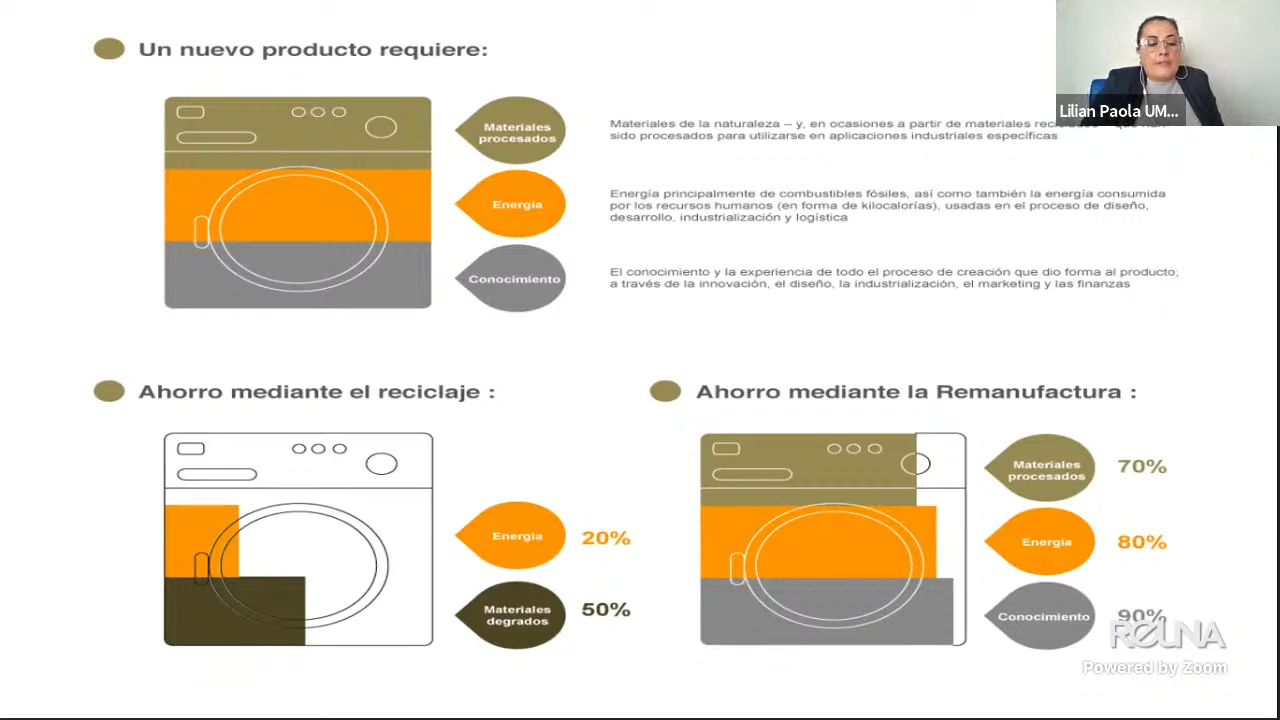 Un nuevo producto requiere:
Lilian Paola UM...
Materiales
procesados
Materiales de la naturaleza – y, en ocasiones a partir de materiales
sido procesados para utilizarse en aplicaciones industriales específicas
Energía
Energía principalmente de combustibles fósiles, así como también la energía consumida
por los recursos humanos (en forma de kilocalorías), usadas en el proceso de diseño,
desarrollo, industrialización y logística
Conocimiento
El conocimiento y la experiencia de todo el proceso de creación que dio forma al producto;
a través de la innovación, el diseño, la industrialización, el marketing y las finanzas
Ahorro mediante el reciclaje :
Energía
20%
Materiales
degrados
50%
Ahorro mediante la Remanufactura :
Materiales
procesados
70%
Energía
80%
Conocimiento
90%
REUNA
Powered by Zoom